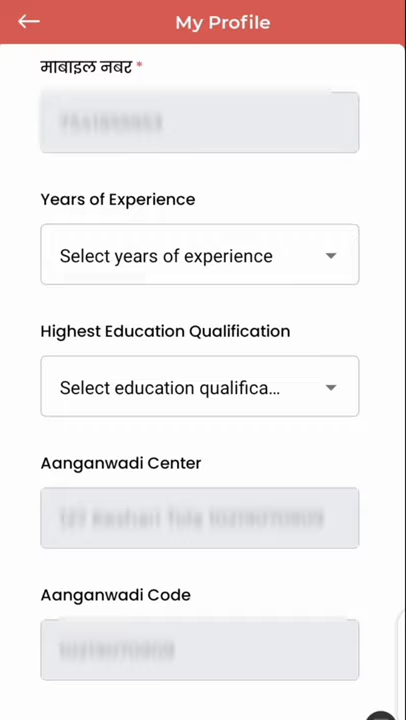 My Profile
माबाइल नबर *
Years of Experience
Select years of experience
Highest Education Qualification
Select education qualifica...
Aanganwadi Center
Aanganwadi Code